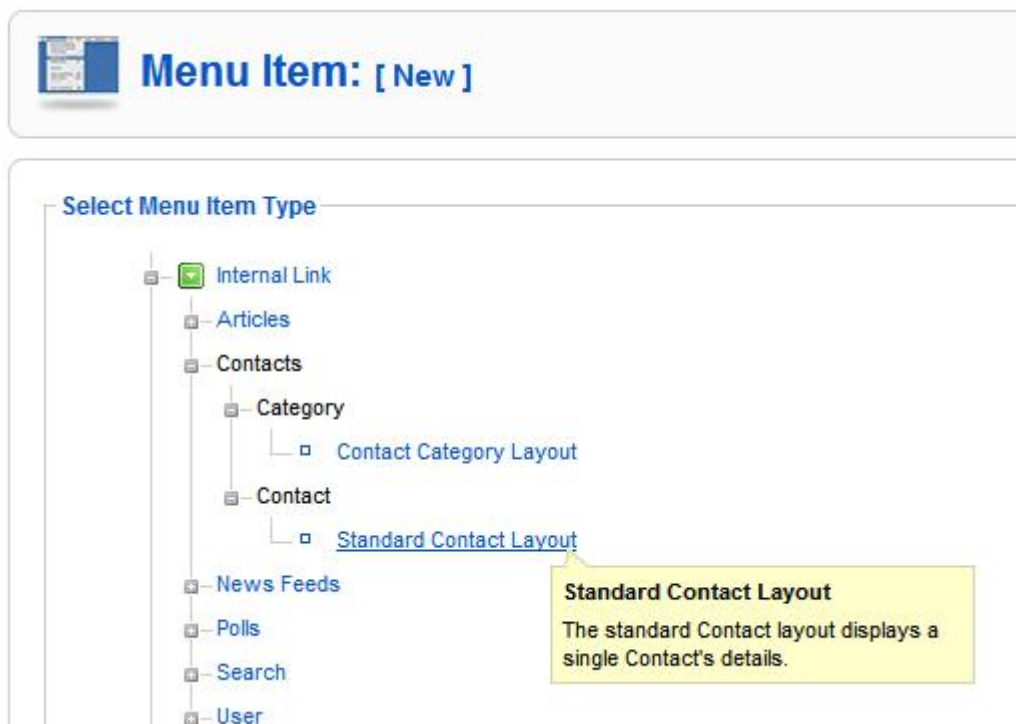 Menu Item: [ New ]
Select Menu Item Type
Internal Link
Articles
Contacts
Category
Contact Category Layout
Contact
Standard Contact Layout
News Feeds
Standard Contact Layout
Polls
The standard Contact layout displays a
single Contact's details.
Search
User